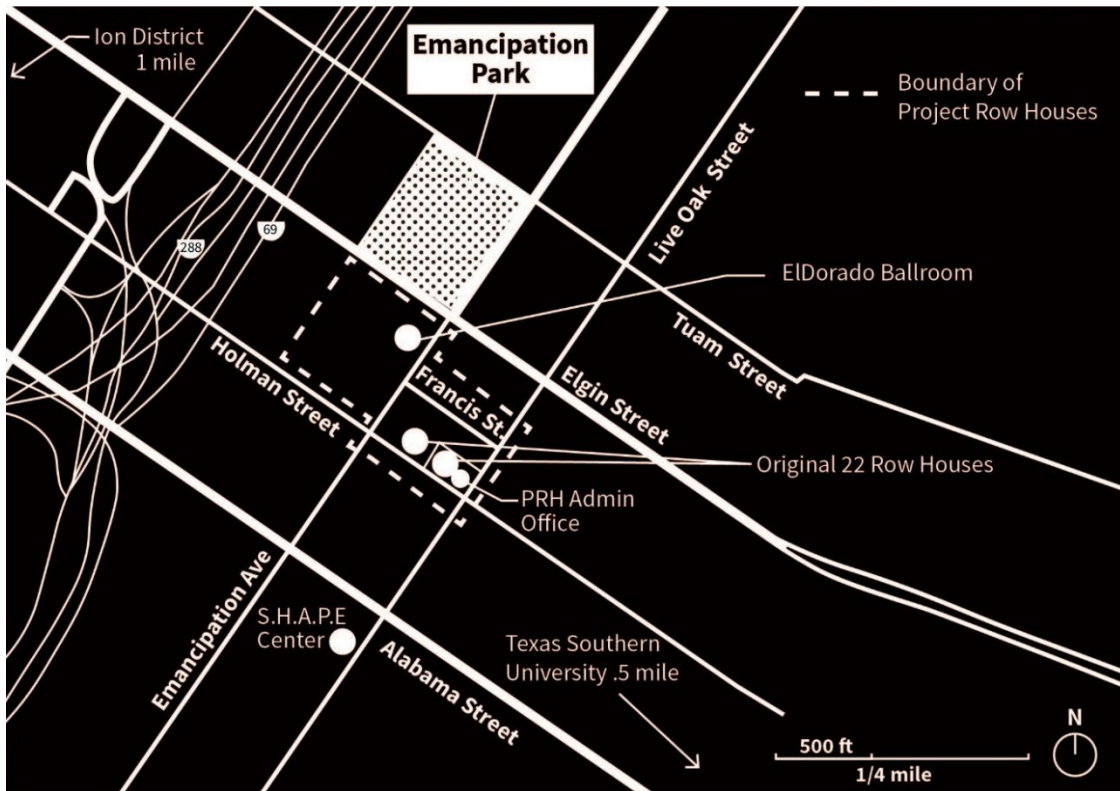 Ion District
1 mile
Emancipation
Park
Boundary of
Project Row Houses
Live Oak Street
69
288
ElDorado Ballroom
Tuam Street
Holman Street
Francis St.
Elgin Street
Original 22 Row Houses
PRH Admin
Office
Emancipation Ave
S.H.A.P.E
Center
Alabama Street
Texas Southern
University .5 mile
N
500 ft
1/4 mile